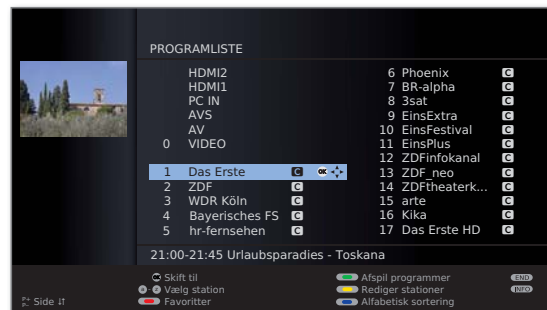 PROGRAMLISTE
HDMI2
HDMI1
PC IN
AVS
AV
0 VIDEO
1 Das Erste C OK
2 ZDF C
3 WDR Köln C
4 Bayerisches FS C
5 hr-fernsehen C
6 Phoenix C
7 BR-alpha C
8 3sat C
9 EinsExtra C
10 EinsFestival C
11 EinsPlus C
12 ZDFinfokanal C
13 ZDF_neo C
14 ZDFtheaterk... C
15 arte C
16 Kika C
17 Das Erste HD C
21:00-21:45 Urlaubsparadies - Toskana
OK Skift til
Vælg station
Favoritter
Afspil programmer
Rediger stationer
Alfabetisk sortering
END
INFO
P+ P- Side